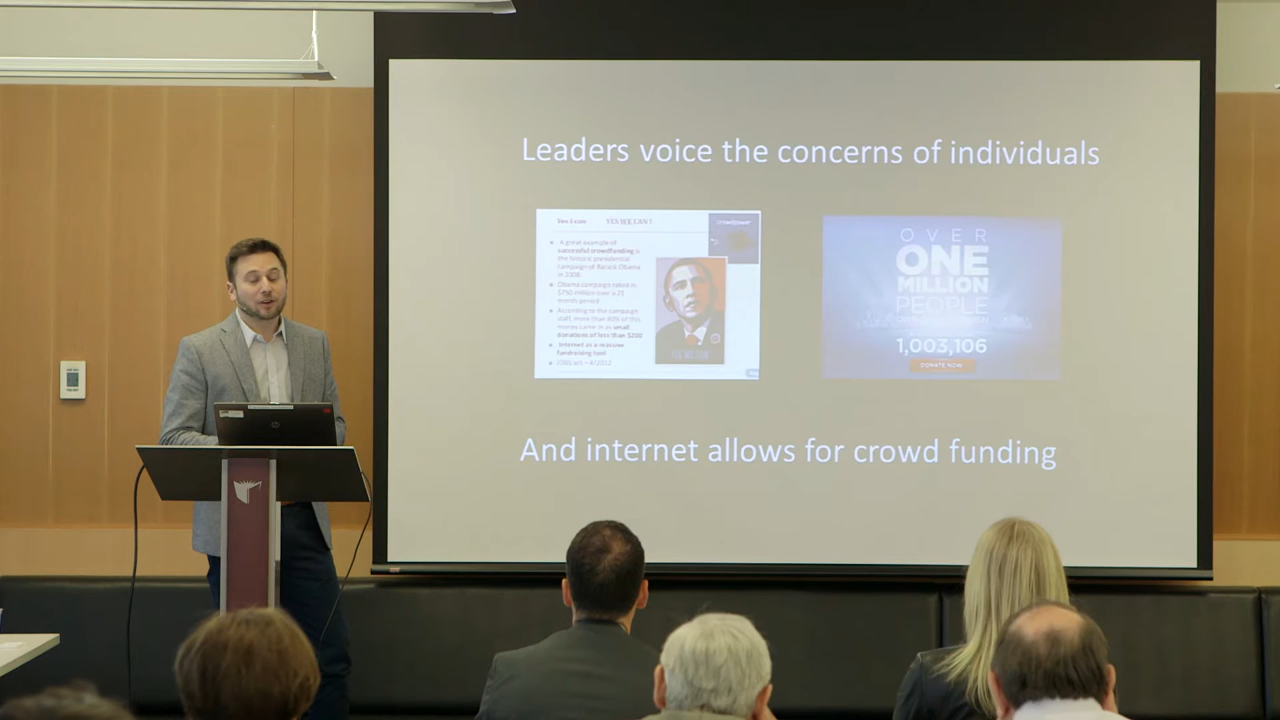 Leaders voice the concerns of individuals
YES WE CAN!
A great example of
successful crowdfunding is
the historic presidential
campaign of Barack Obama
in 2008
Obama campaign raised in
$750 million over a 21
month period
According to the campaign
staff, more than 80% of this
money came in as small
donations of less than $200
Internet as a massive
fundraising tool
OVER
ONE
MILLION
PEOPLE
1,003,106
DONATE NOW
And internet allows for crowd funding